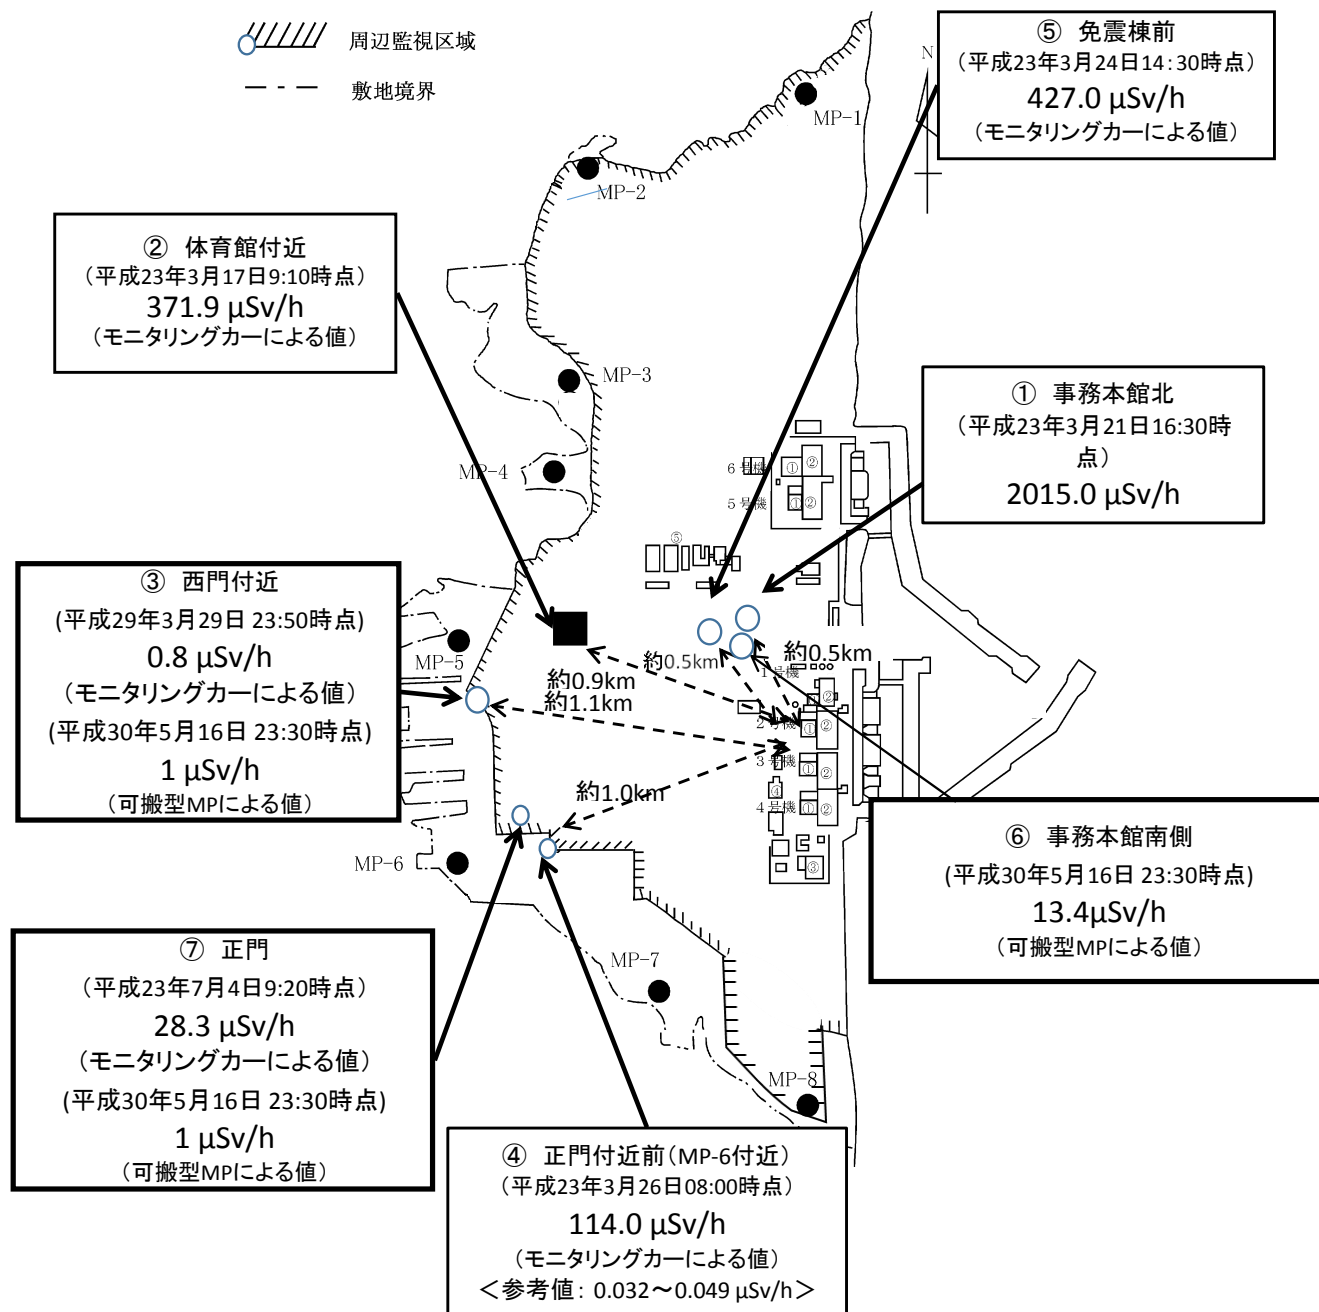 周辺監視区域
敷地境界
⑤ 免震棟前
(平成23年3月24日14:30時点)
427.0 µSv/h
(モニタリングカーによる値)
N
MP-1
MP-2
② 体育館付近
(平成23年3月17日9:10時点)
371.9 µSv/h
(モニタリングカーによる値)
MP-3
① 事務本館北
(平成23年3月21日16:30時
点)
2015.0 µSv/h
MP-4
6号機
① ②
5号機
① ②
⑤
③ 西門付近
(平成29年3月29日 23:50時点)
0.8 µSv/h
(モニタリングカーによる値)
(平成30年5月16日 23:30時点)
1 µSv/h
(可搬型MPによる値)
MP-5
約0.5km
約0.5km
約0.9km
約1.1km
1号機
②
2号機
① ②
3号機
① ②
約1.0km
④
4号機
① ②
③
MP-6
⑥ 事務本館南側
(平成30年5月16日 23:30時点)
13.4µSv/h
(可搬型MPによる値)
⑦ 正門
(平成23年7月4日9:20時点)
28.3 µSv/h
(モニタリングカーによる値)
(平成30年5月16日 23:30時点)
1 µSv/h
(可搬型MPによる値)
MP-7
MP-8
④ 正門付近前(MP-6付近)
(平成23年3月26日08:00時点)
114.0 µSv/h
(モニタリングカーによる値)
<参考値: 0.032~0.049 µSv/h>